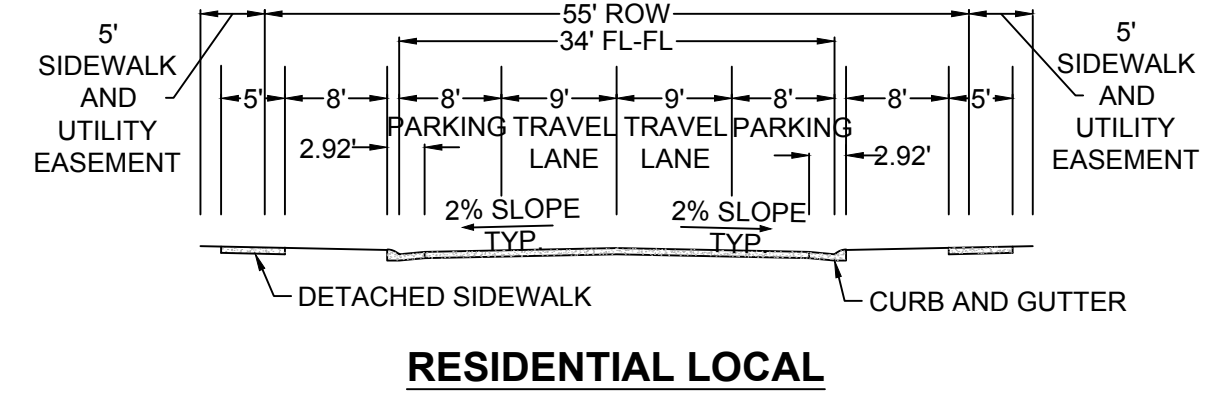 55' ROW
34' FL-FL
5'
SIDEWALK
AND
UTILITY
EASEMENT
5'
SIDEWALK
AND
UTILITY
EASEMENT
5' 8' 8' 9' 9' 8' 8' 5'
PARKING TRAVEL TRAVEL PARKING
LANE LANE
2.92' 2.92'
2% SLOPE 2% SLOPE
TYP. TYP.
DETACHED SIDEWALK
CURB AND GUTTER
RESIDENTIAL LOCAL